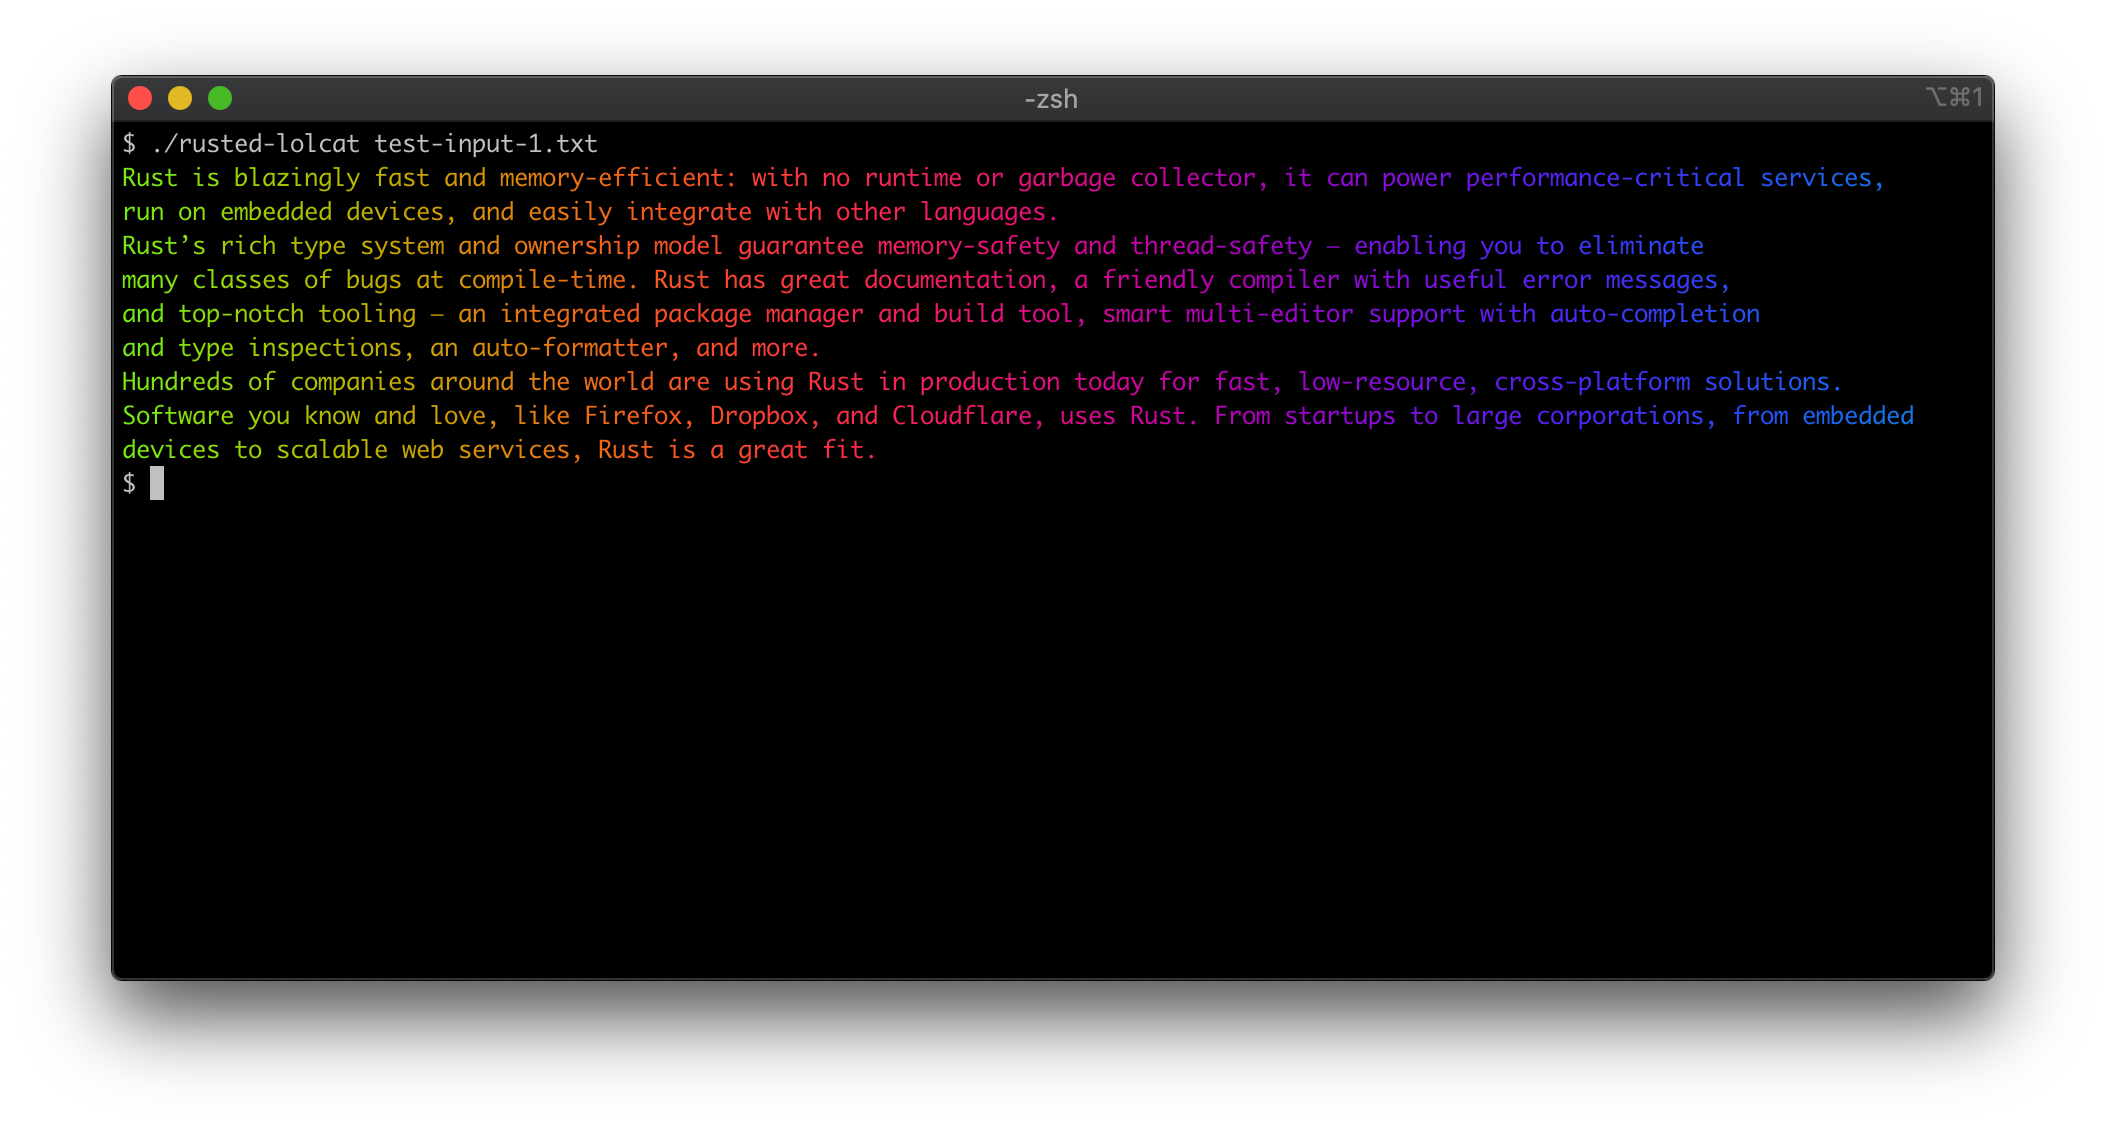 -zsh
⌥⌘1
$ ./rusted-lolcat test-input-1.txt
Rust is blazingly fast and memory-efficient: with no runtime or garbage collector, it can power performance-critical services,
run on embedded devices, and easily integrate with other languages.
Rust’s rich type system and ownership model guarantee memory-safety and thread-safety — enabling you to eliminate
many classes of bugs at compile-time. Rust has great documentation, a friendly compiler with useful error messages,
and top-notch tooling — an integrated package manager and build tool, smart multi-editor support with auto-completion
and type inspections, an auto-formatter, and more.
Hundreds of companies around the world are using Rust in production today for fast, low-resource, cross-platform solutions.
Software you know and love, like Firefox, Dropbox, and Cloudflare, uses Rust. From startups to large corporations, from embedded
devices to scalable web services, Rust is a great fit.
$